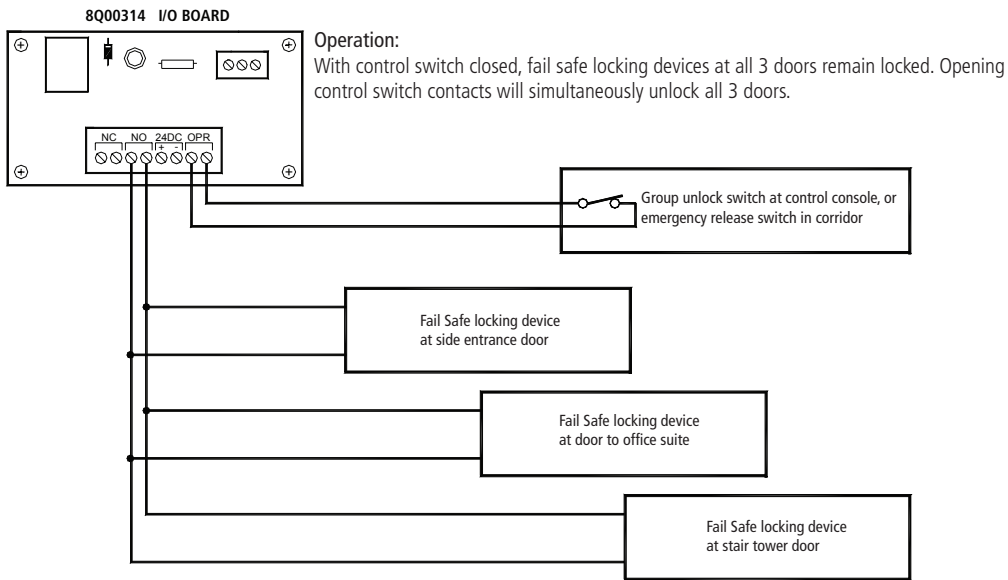 8Q00314 I/O BOARD
Operation:
With control switch closed, fail safe locking devices at all 3 doors remain locked. Opening
control switch contacts will simultaneously unlock all 3 doors.
NC NO 24DC OPR
+ -
Group unlock switch at control console, or
emergency release switch in corridor
Fail Safe locking device
at side entrance door
Fail Safe locking device
at door to office suite
Fail Safe locking device
at stair tower door